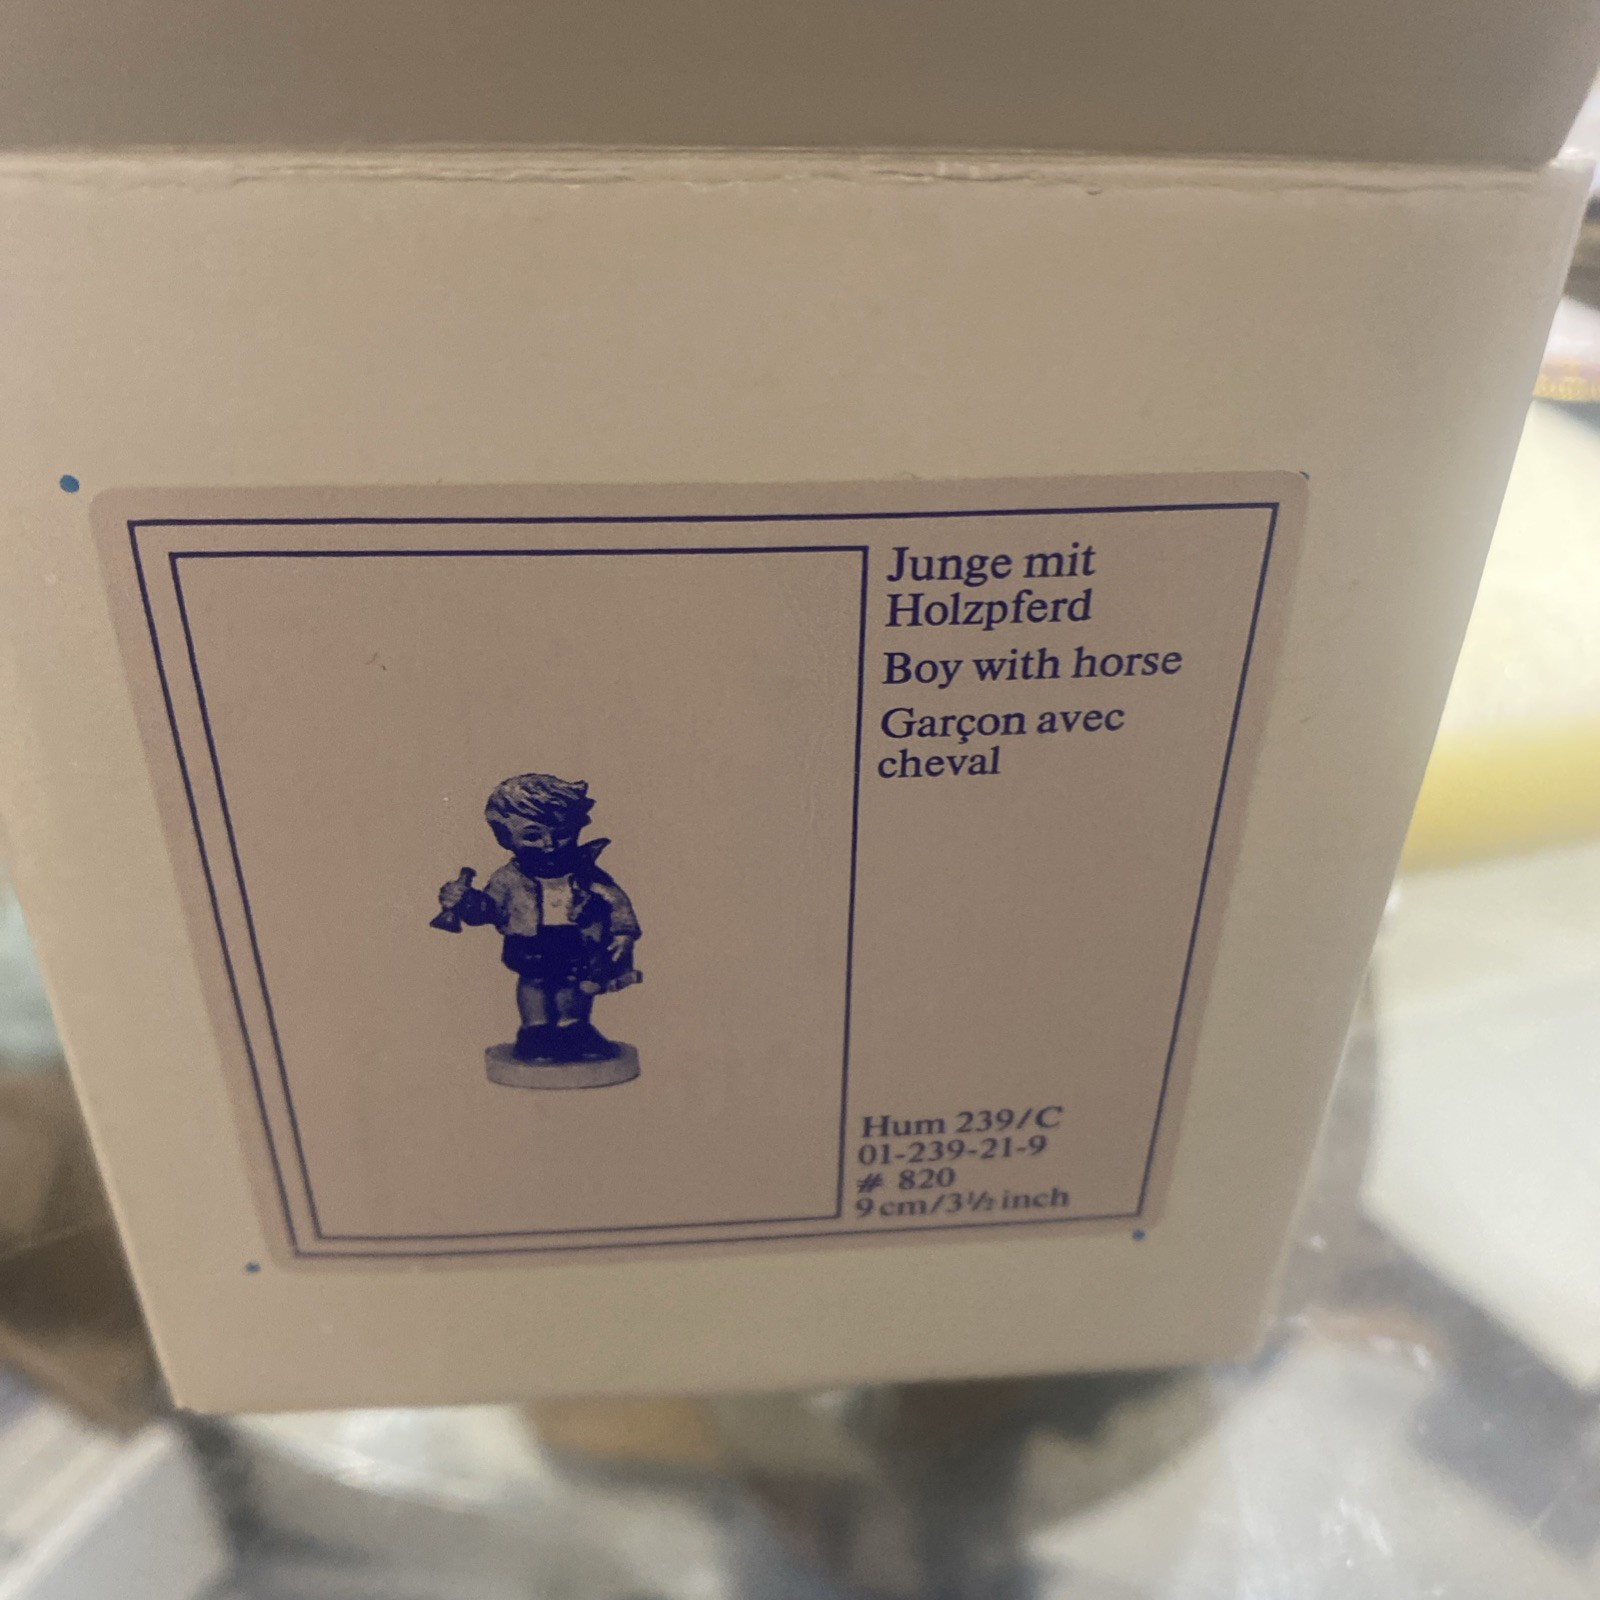 Junge mit
Holzpferd
Boy with horse
Garçon avec
cheval
Hum 239/C
01-239-21-9
# 820
9 cm/3½ inch